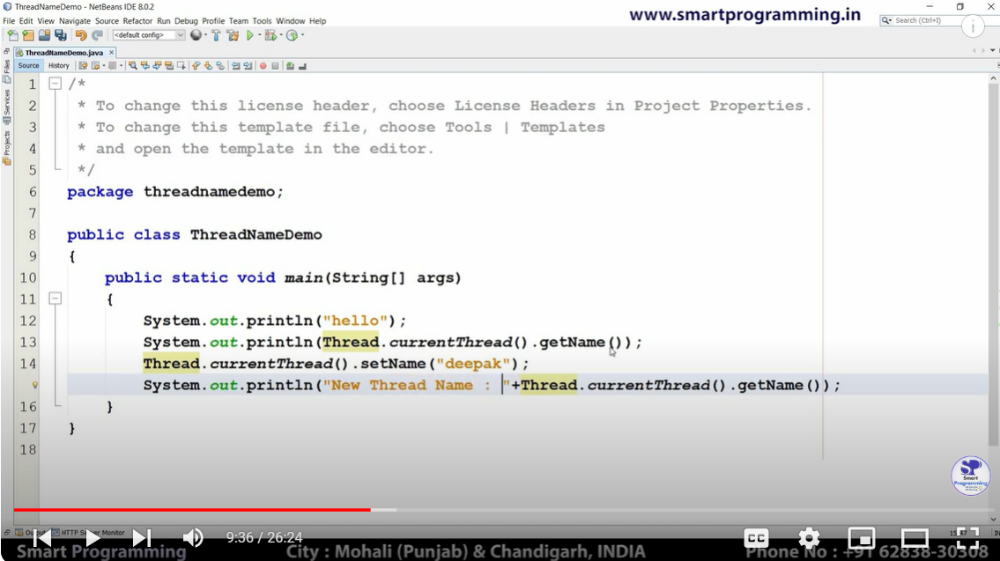 ThreadNameDemo - NetBeans IDE 8.0.2
www.smartprogramming.in
File Edit View Navigate Source Refactor Run Debug Profile Team Tools Window Help
Search (Ctrl+I)
<default config>
ThreadNameDemo.java
Source History
Files
Services
Projects
1 /*
2 * To change this license header, choose License Headers in Project Properties.
3 * To change this template file, choose Tools | Templates
4 * and open the template in the editor.
5 */
6 package threadnamedemo;
7
8 public class ThreadNameDemo
9 {
10 public static void main(String[] args)
11 {
12 System.out.println("hello");
13 System.out.println(Thread.currentThread().getName());
14 Thread.currentThread().setName("deepak");
System.out.println("New Thread Name : "+Thread.currentThread().getName());
16 }
17 }
18
SP
Smart
Programming
HTTP Server Monitor
9:36 / 26:24
CC
Smart Programming
City : Mohali (Punjab) & Chandigarh, INDIA
Phone No : +91 62838-30308